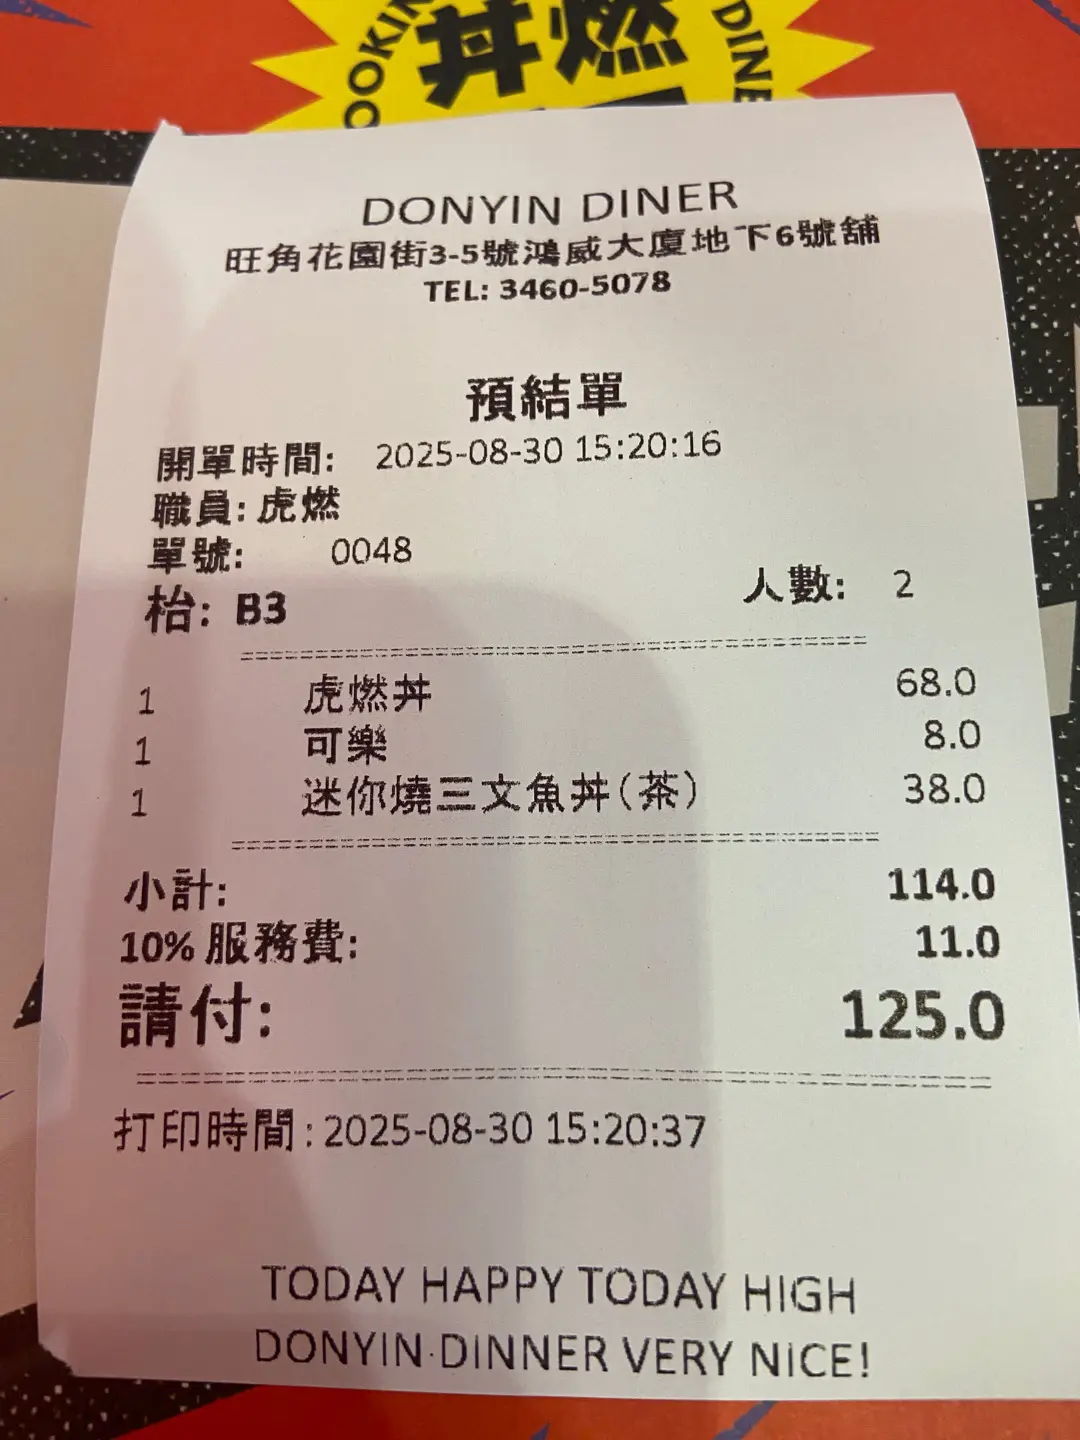 丼燃
DINE
DONYIN DINER
旺角花園街3-5號鴻威大廈地下6號舖
TEL: 3460-5078
預結單
開單時間: 2025-08-30 15:20:16
職員: 虎燃
單號: 0048
枱: B3 人數: 2
1 虎燃丼 68.0
1 可樂 8.0
1 迷你燒三文魚丼(茶) 38.0
小計: 114.0
10% 服務費: 11.0
請付: 125.0
打印時間:2025-08-30 15:20:37
TODAY HAPPY TODAY HIGH
DONYIN·DINNER VERY NICE!